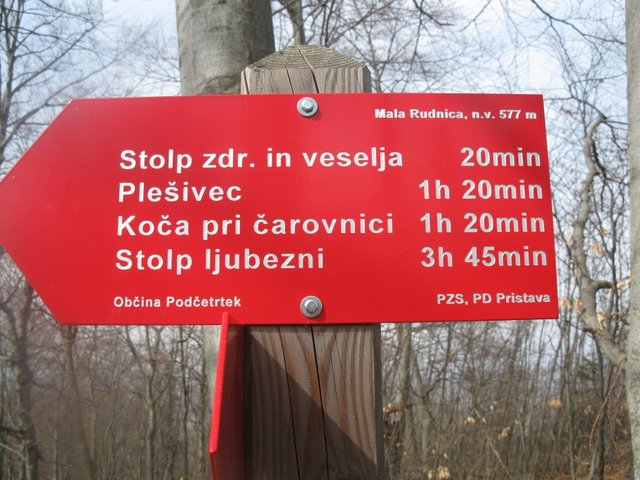 Mala Rudnica, n.v. 577 m
Stolp zdr. in veselja 20min
Plešivec 1h 20min
Koča pri čarovnici 1h 20min
Stolp ljubezni 3h 45min
Občina Podčetrtek PZS, PD Pristava